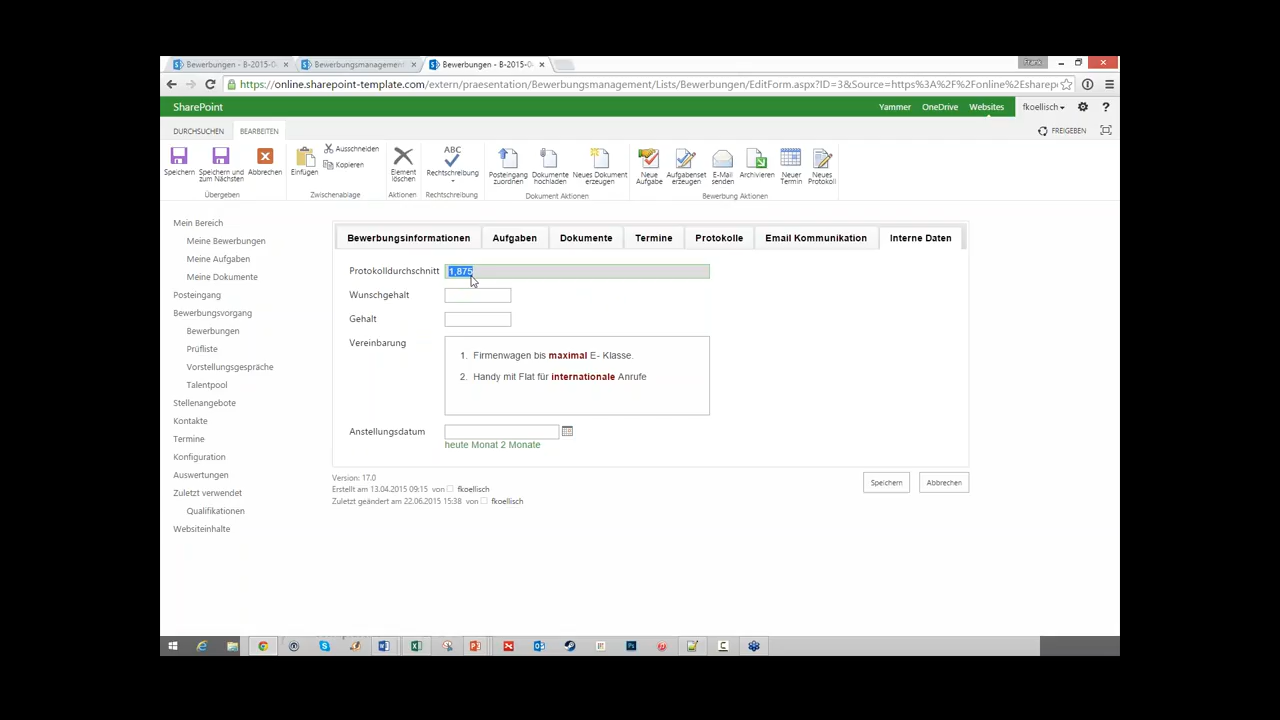 Bewerbungen - B-2015-0
Bewerbungsmanagement
Bewerbungen - B-2015-0
Frank
https://online.sharepoint-template.com/extern/praesentation/Bewerbungsmanagement/Lists/Bewerbungen/EditForm.aspx?ID=3&Source=https%3A%2F%2Fonline%2Esharep
SharePoint
Yammer OneDrive Websites fkoellisch ?
DURCHSUCHEN BEARBEITEN FREIGEBEN
Speichern
Speichern und zum Nächsten
Abbrechen
Einfügen
Ausschneiden
Kopieren
Element löschen
ABC
Rechtschreibung
Posteingang zuordnen
Dokumente hochladen
Neues Dokument erzeugen
Neue Aufgabe
Aufgabenset erzeugen
E-Mail senden
Archivieren
Neuer Termin
Neues Protokoll
Übergeben Zwischenablage Aktionen Rechtschreibung Dokument Aktionen Bewerbung Aktionen
Mein Bereich
Meine Bewerbungen
Meine Aufgaben
Meine Dokumente
Posteingang
Bewerbungsvorgang
Bewerbungen
Prüfliste
Vorstellungsgespräche
Talentpool
Stellenangebote
Kontakte
Termine
Konfiguration
Auswertungen
Zuletzt verwendet
Qualifikationen
Websiteinhalte
Bewerbungsinformationen Aufgaben Dokumente Termine Protokolle Email Kommunikation Interne Daten
Protokolldurchschnitt 1,875
Wunschgehalt
Gehalt
Vereinbarung
1. Firmenwagen bis maximal E- Klasse.
2. Handy mit Flat für internationale Anrufe
Anstellungsdatum
heute Monat 2 Monate
Version: 17.0
Erstellt am 13.04.2015 09:15 von fkoellisch
Zuletzt geändert am 22.06.2015 15:38 von fkoellisch
Speichern Abbrechen